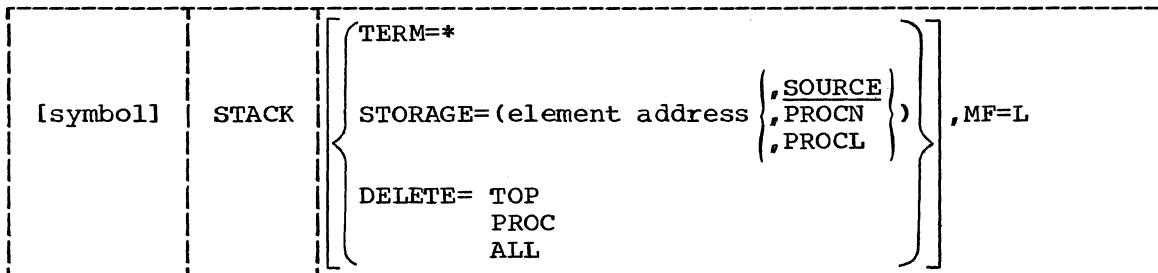 TERM=*
,SOURCE
[symbol] STACK STORAGE=(element address ,PROCN ) ,MF=L
,PROCL
DELETE= TOP
PROC
ALL